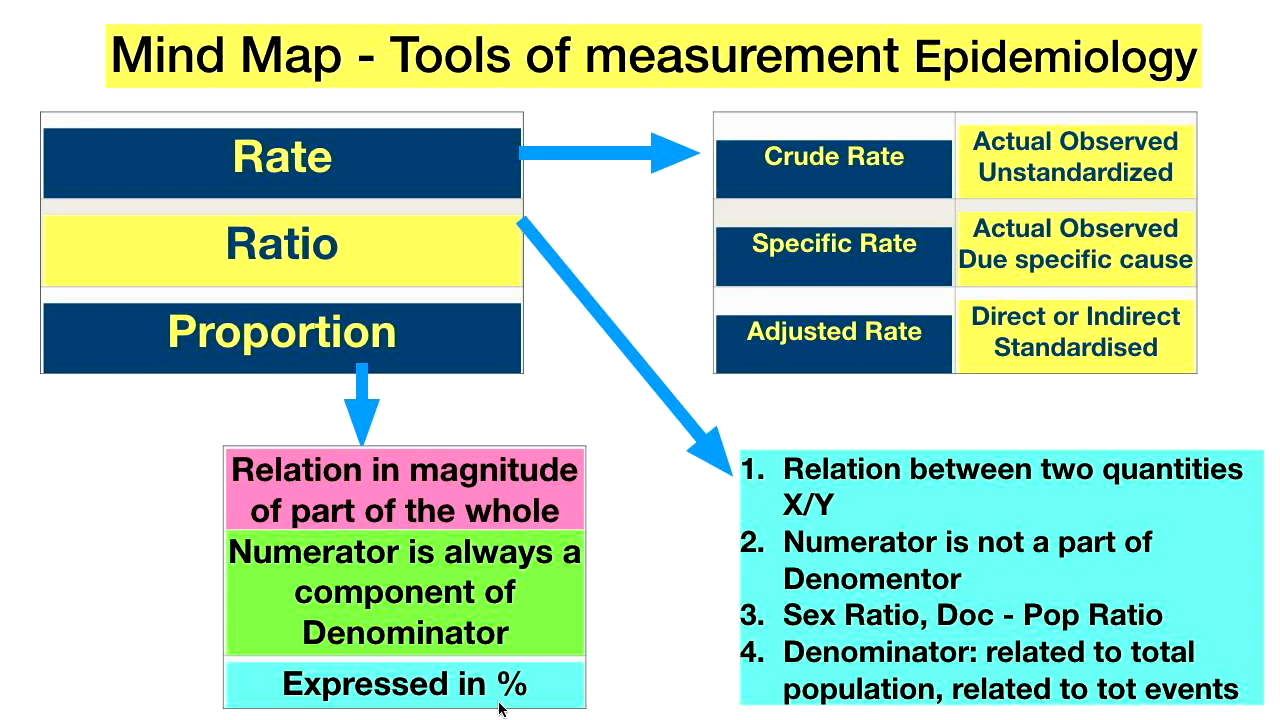 Mind Map - Tools of measurement Epidemiology
Rate
Ratio
Proportion
Crude Rate
Actual Observed
Unstandardized
Specific Rate
Actual Observed
Due specific cause
Adjusted Rate
Direct or Indirect
Standardised
Relation in magnitude
of part of the whole
Numerator is always a
component of
Denominator
Expressed in %
1. Relation between two quantities
X/Y
2. Numerator is not a part of
Denomentor
3. Sex Ratio, Doc - Pop Ratio
4. Denominator: related to total
population, related to tot events